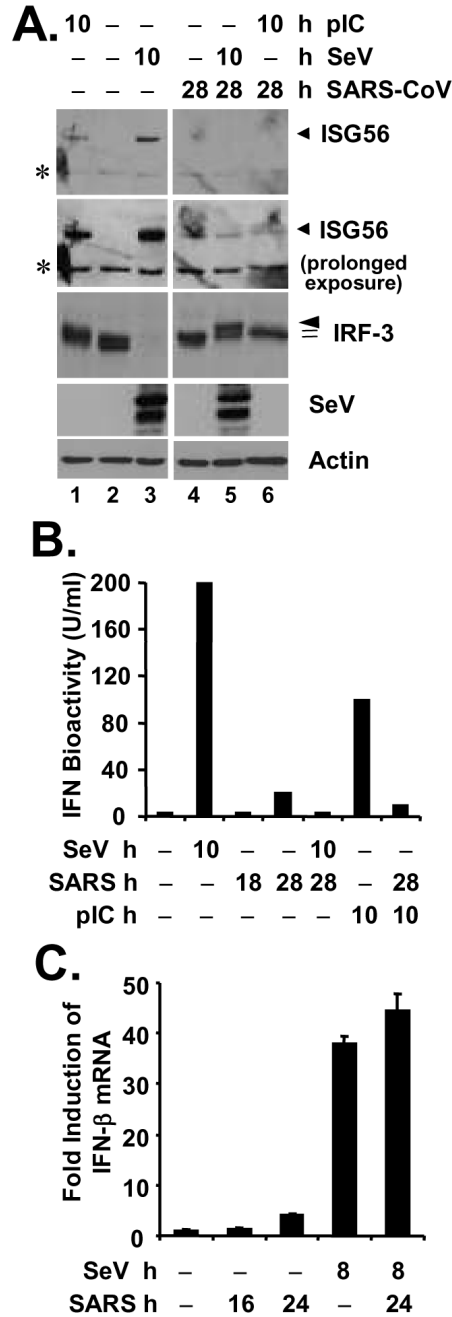 A.
10 – – – – 10 h pIC
– – 10 – 10 – h SeV
– – – 28 28 28 h SARS-CoV
ISG56
*
ISG56
(prolonged
exposure)
*
IRF-3
SeV
Actin
1 2 3 4 5 6
B.
IFN Bioactivity (U/ml)
200
160
120
80
40
0
SeV h – 10 – – 10 – –
SARS h – – 18 28 28 – 28
pIC h – – – – – 10 10
C.
Fold Induction of
IFN-β mRNA
50
40
30
20
10
0
SeV h – – – 8 8
SARS h – 16 24 – 24